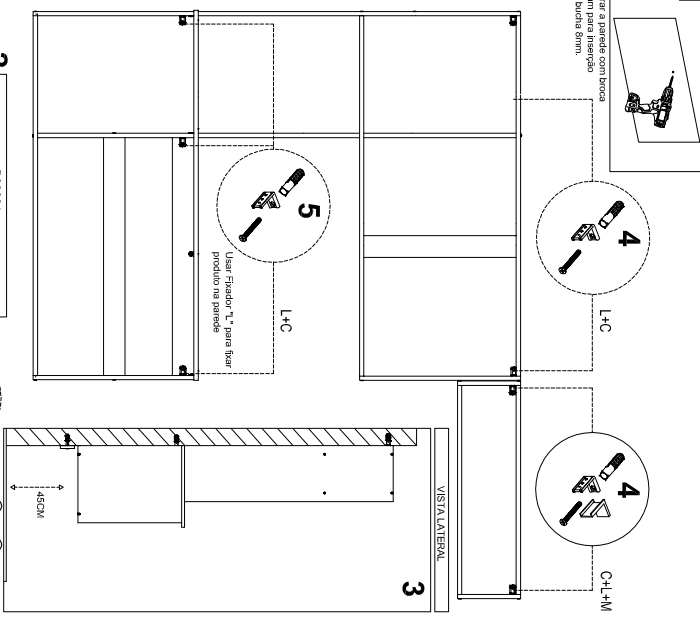 rar a parede com broca
m para inserção
bucha 8mm.
4
L+C
4
C+L+M
5
L+C
Usar Fixador "L" para fixar
produto na parede
VISTA LATERAL
3
45CM